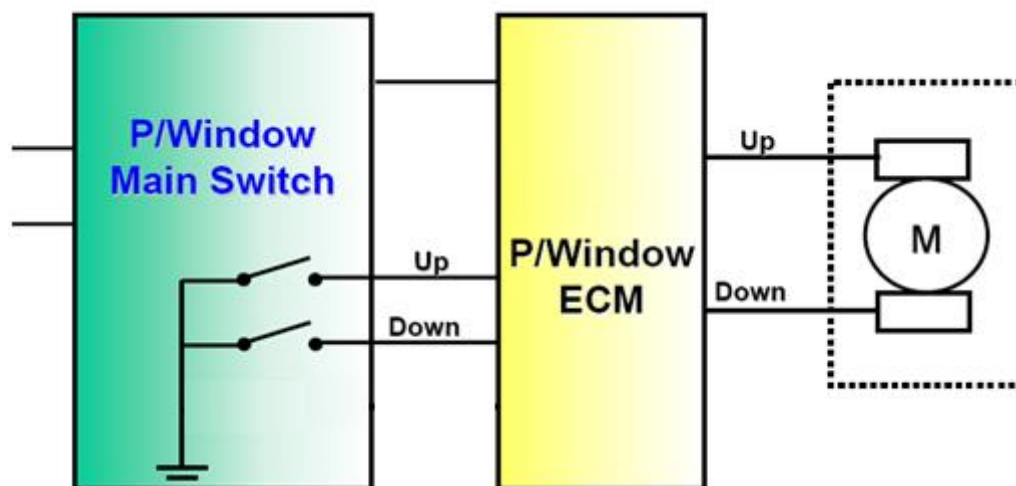 P/Window
Main Switch
Up
Down
P/Window
ECM
Up
Down
M